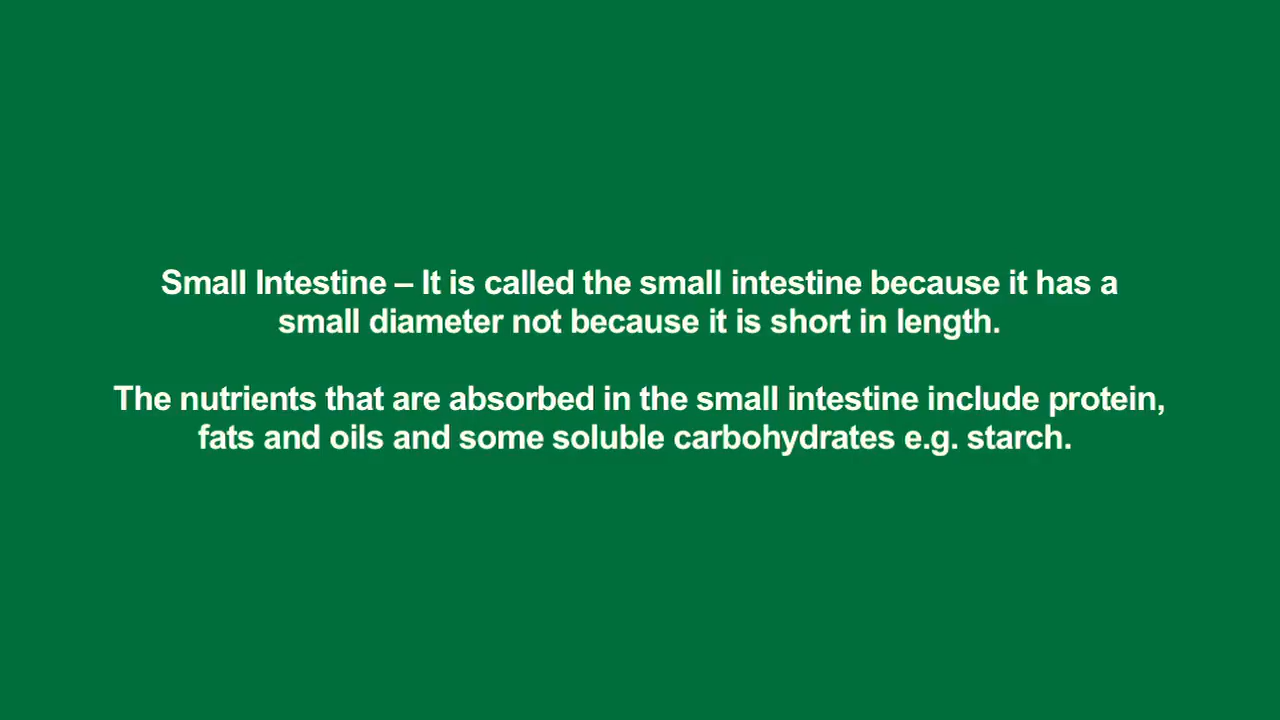 Small Intestine – It is called the small intestine because it has a
small diameter not because it is short in length.
The nutrients that are absorbed in the small intestine include protein,
fats and oils and some soluble carbohydrates e.g. starch.